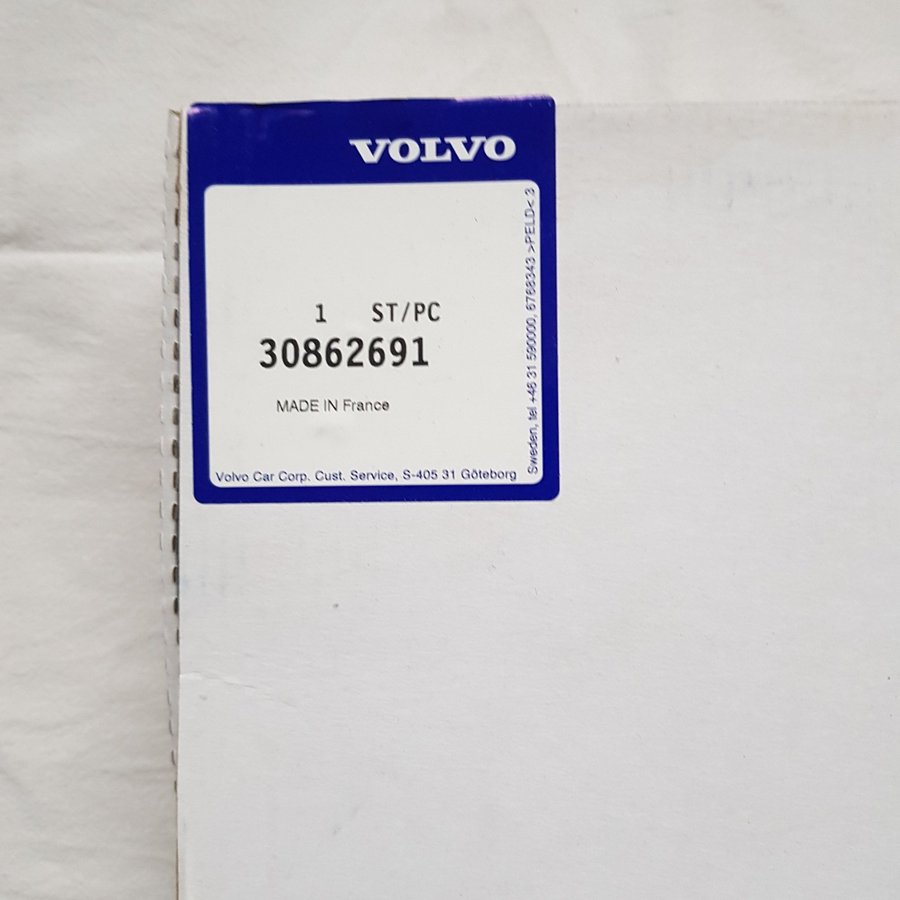 VOLVO
1 ST/PC
30862691
MADE IN France
Volvo Car Corp. Cust. Service, S-405 31 Göteborg
Sweden, tel +46 31 590000, 6768343 >PELD< 3